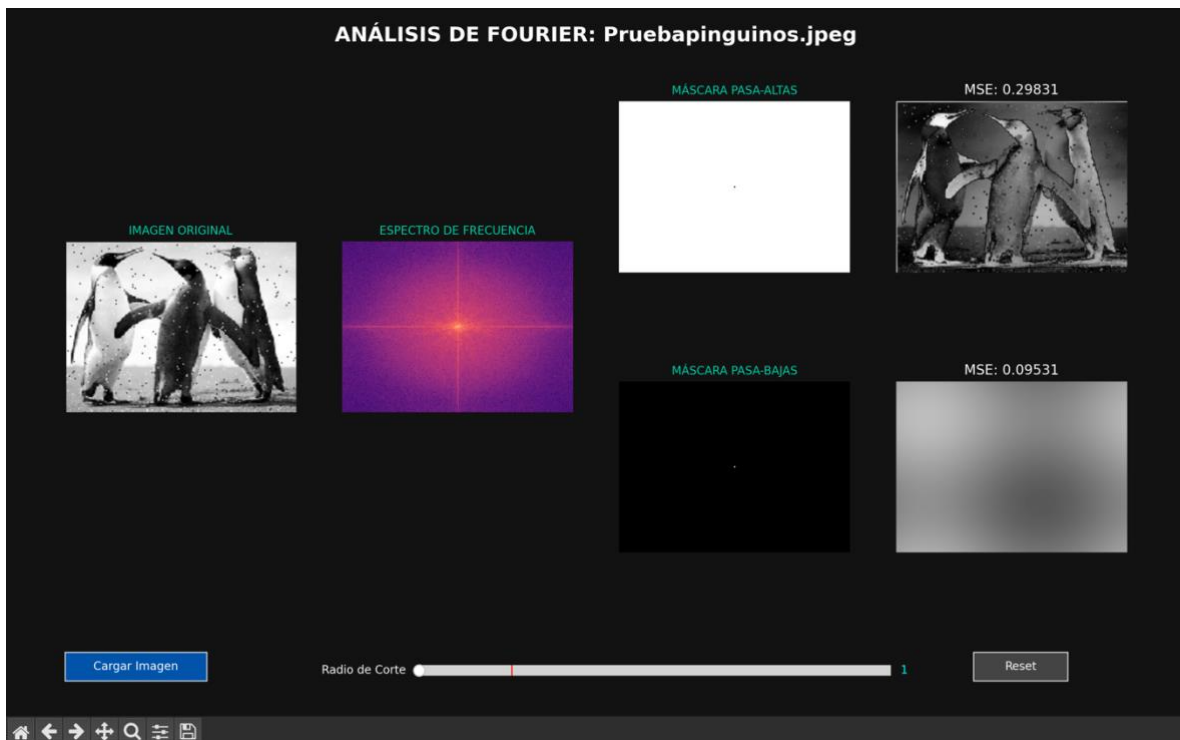 ANÁLISIS DE FOURIER: Pruebapinguinos.jpeg
MÁSCARA PASA-ALTAS
MSE: 0.29831
IMAGEN ORIGINAL
ESPECTRO DE FRECUENCIA
MÁSCARA PASA-BAJAS
MSE: 0.09531
Cargar Imagen
Radio de Corte
1
Reset